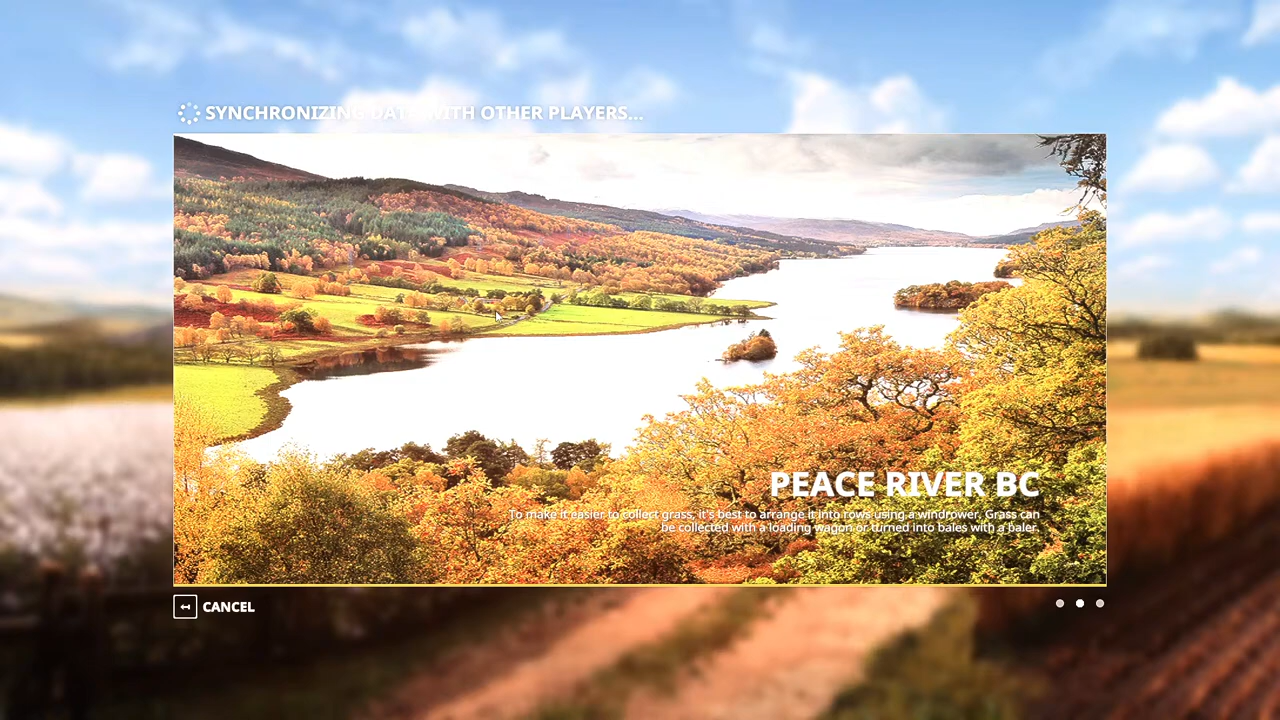 SYNCHRONIZING DATA WITH OTHER PLAYERS...
PEACE RIVER BC
To make it easier to collect grass, it's best to arrange it into rows using a windrower. Grass can
be collected with a loading wagon or turned into bales with a baler.
CANCEL